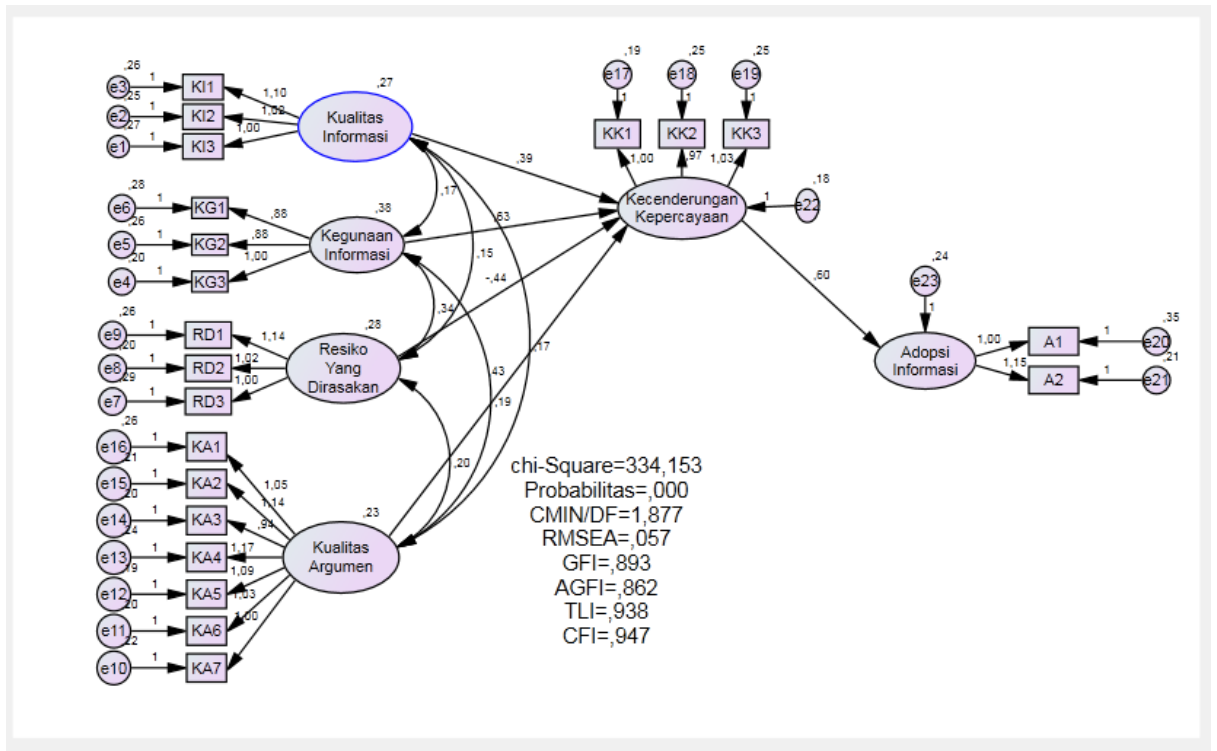 ,26
e3 1 KI1
,25
1,10
e2 1 KI2
1,02
,27
e1 1 KI3
1,00
,27
Kualitas
Informasi
,28
e6 1 KG1
,88
,26
e5 1 KG2
,88
,20
e4 1 KG3
1,00
,38
Kegunaan
Informasi
,26
e9 1 RD1
1,14
,20
e8 1 RD2
1,02
,29
e7 1 RD3
1,00
,28
Resiko
Yang
Dirasakan
,26
e16 1 KA1
1,05
,21
e15 1 KA2
1,14
,20
e14 1 KA3
,94
,24
e13 1 KA4
1,17
,19
e12 1 KA5
1,09
,20
e11 1 KA6
1,03
,22
e10 1 KA7
1,00
,23
Kualitas
Argumen
,17
,15
,34
,17
,43
,19
,20
,39
,63
-,44
,19 ,25 ,25
e17 e18 e19
1 1 1
KK1 KK2 KK3
1,00 ,97 1,03
Kecenderungan
Kepercayaan
1
,18
e22
,60
,24
e23
1
Adopsi
Informasi
,35
1,00 A1 1 e20
,21
1,15 A2 1 e21
chi-Square=334,153
Probabilitas=,000
CMIN/DF=1,877
RMSEA=,057
GFI=,893
AGFI=,862
TLI=,938
CFI=,947